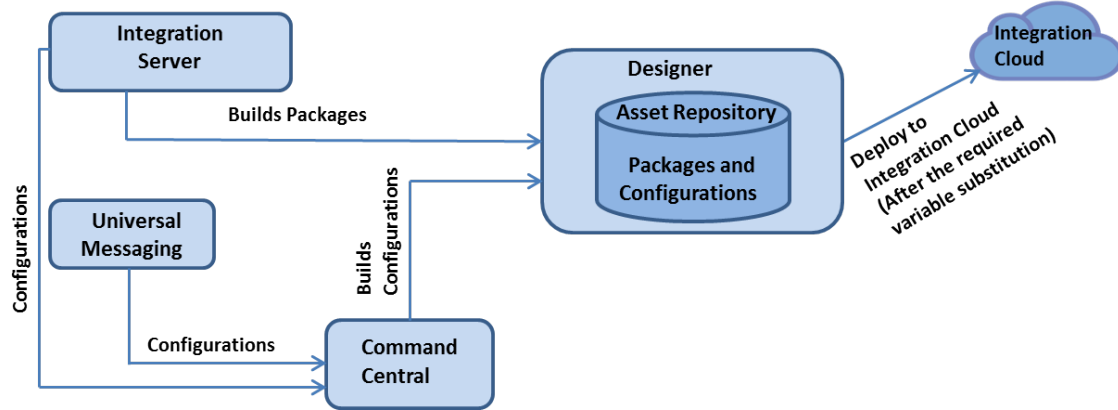 Integration
Server
Builds Packages
Designer
Asset Repository
Packages and
Configurations
Integration
Cloud
Deploy to
Integration Cloud
(After the required
variable substitution)
Configurations
Universal
Messaging
Builds
Configurations
Configurations
Command
Central